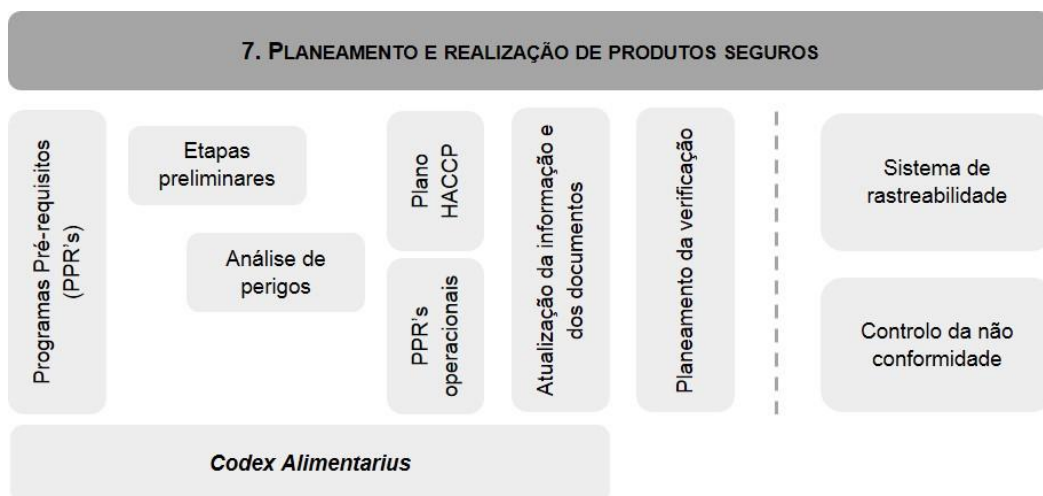 7. PLANEAMENTO E REALIZAÇÃO DE PRODUTOS SEGUROS
Programas Pré-requisitos
(PPR's)
Etapas
preliminares
Análise de
perigos
Plano
HACCP
PPR's
operacionais
Atualização da informação e
dos documentos
Planeamento da verificação
Sistema de
rastreabilidade
Controlo da não
conformidade
Codex Alimentarius